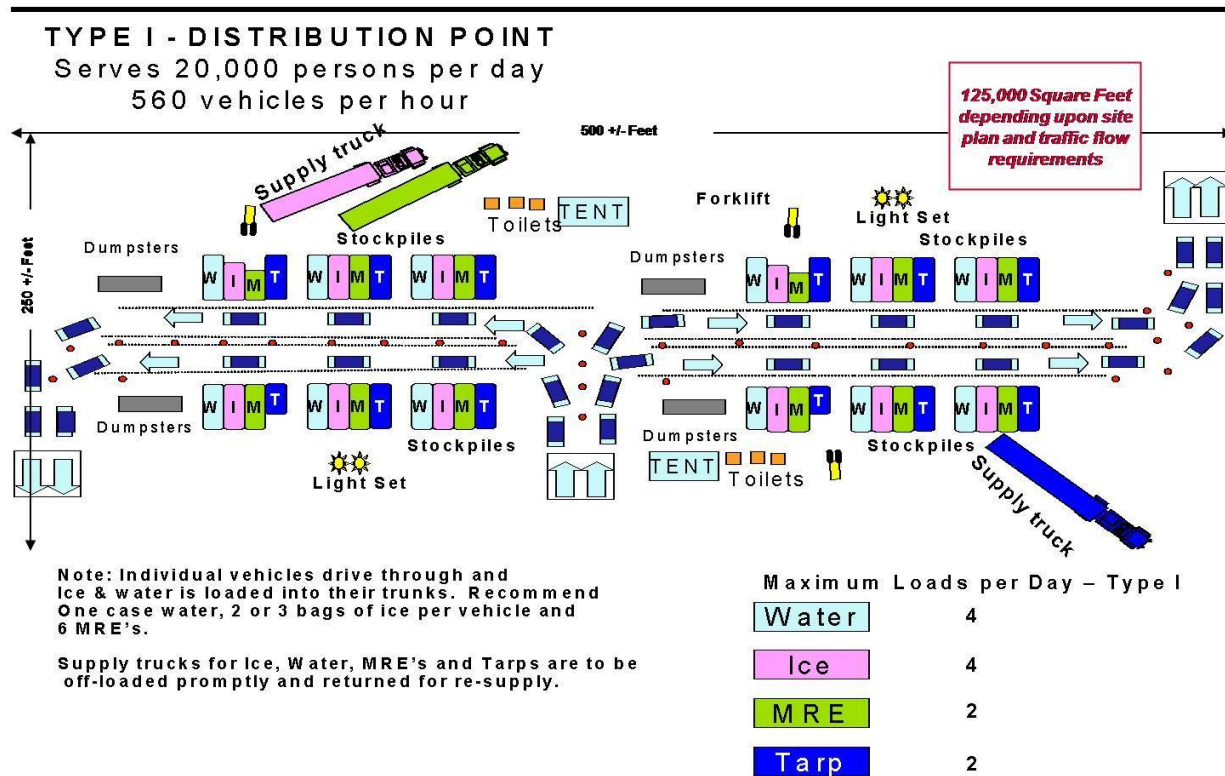 TYPE I - DISTRIBUTION POINT
Serves 20,000 persons per day
560 vehicles per hour
125,000 Square Feet
depending upon site
plan and traffic flow
requirements
500 +/-Feet
250 +/-Feet
Supply truck
Toilets
TENT
Forklift
Light Set
Dumpsters
Stockpiles
Dumpsters
Stockpiles
W I M T
W I M T
W I M T
W I M T
W I M T
W I M T
W I M T
W I M T
W I M T
W I M T
W I M T
W I M T
Dumpsters
Stockpiles
Dumpsters
Stockpiles
Light Set
TENT
Toilets
Supply truck
Note: Individual vehicles drive through and
Ice & water is loaded into their trunks. Recommend
One case water, 2 or 3 bags of ice per vehicle and
6 MRE's.
Supply trucks for Ice, Water, MRE's and Tarps are to be
off-loaded promptly and returned for re-supply.
Maximum Loads per Day – Type I
Water 4
Ice 4
MRE 2
Tarp 2